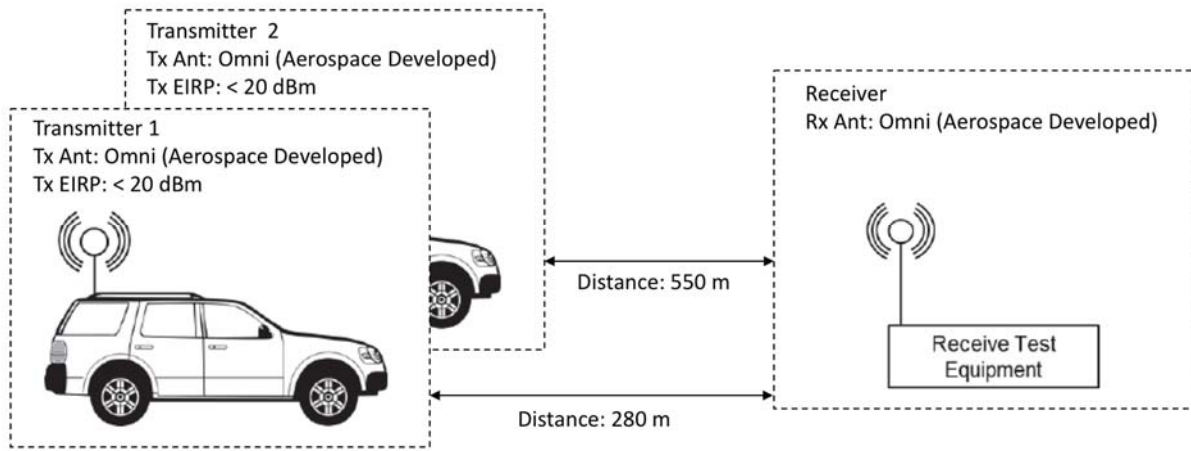 Transmitter 2
Tx Ant: Omni (Aerospace Developed)
Tx EIRP: < 20 dBm
Transmitter 1
Tx Ant: Omni (Aerospace Developed)
Tx EIRP: < 20 dBm
Receiver
Rx Ant: Omni (Aerospace Developed)
Distance: 550 m
Receive Test
Equipment
Distance: 280 m